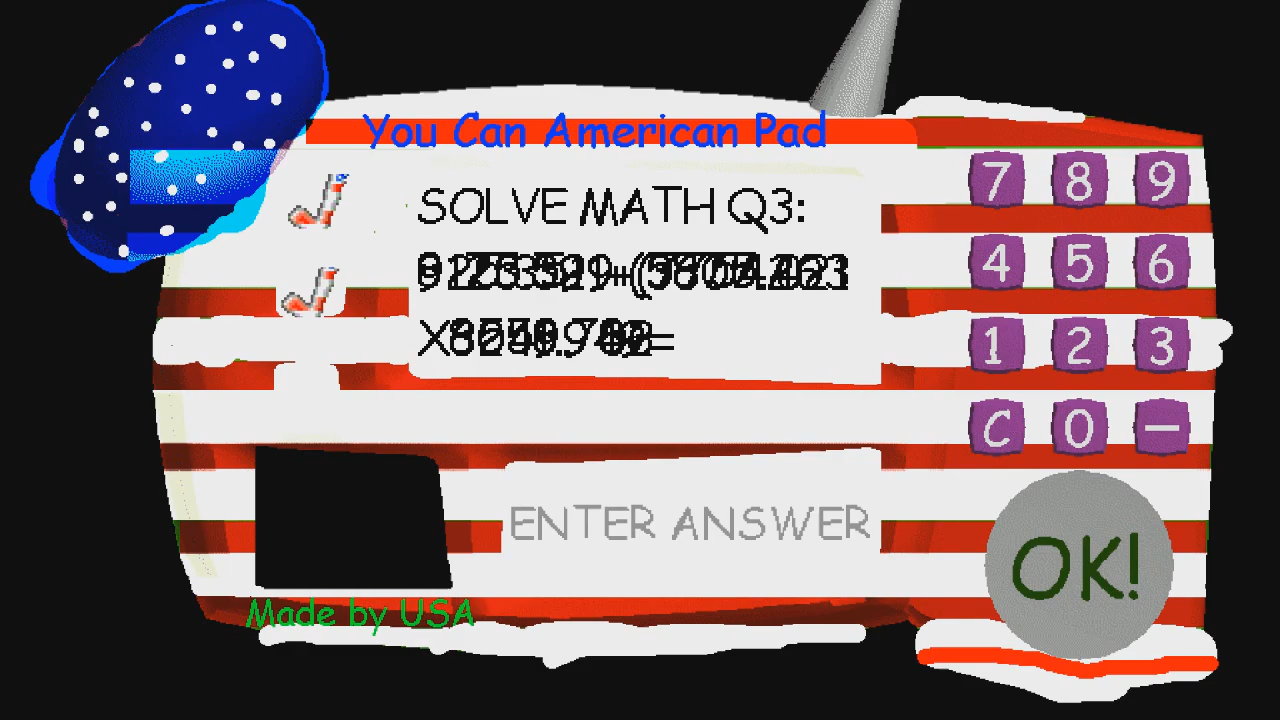 You Can American Pad
SOLVE MATH Q3:
7 8 9
4 5 6
1 2 3
C 0 –
ENTER ANSWER
OK!
Made by USA